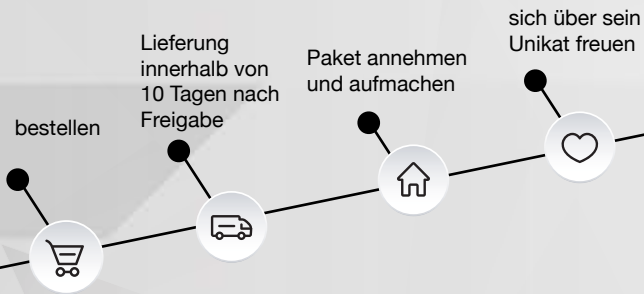 bestellen
Lieferung
innerhalb von
10 Tagen nach
Freigabe
Paket annehmen
und aufmachen
sich über sein
Unikat freuen